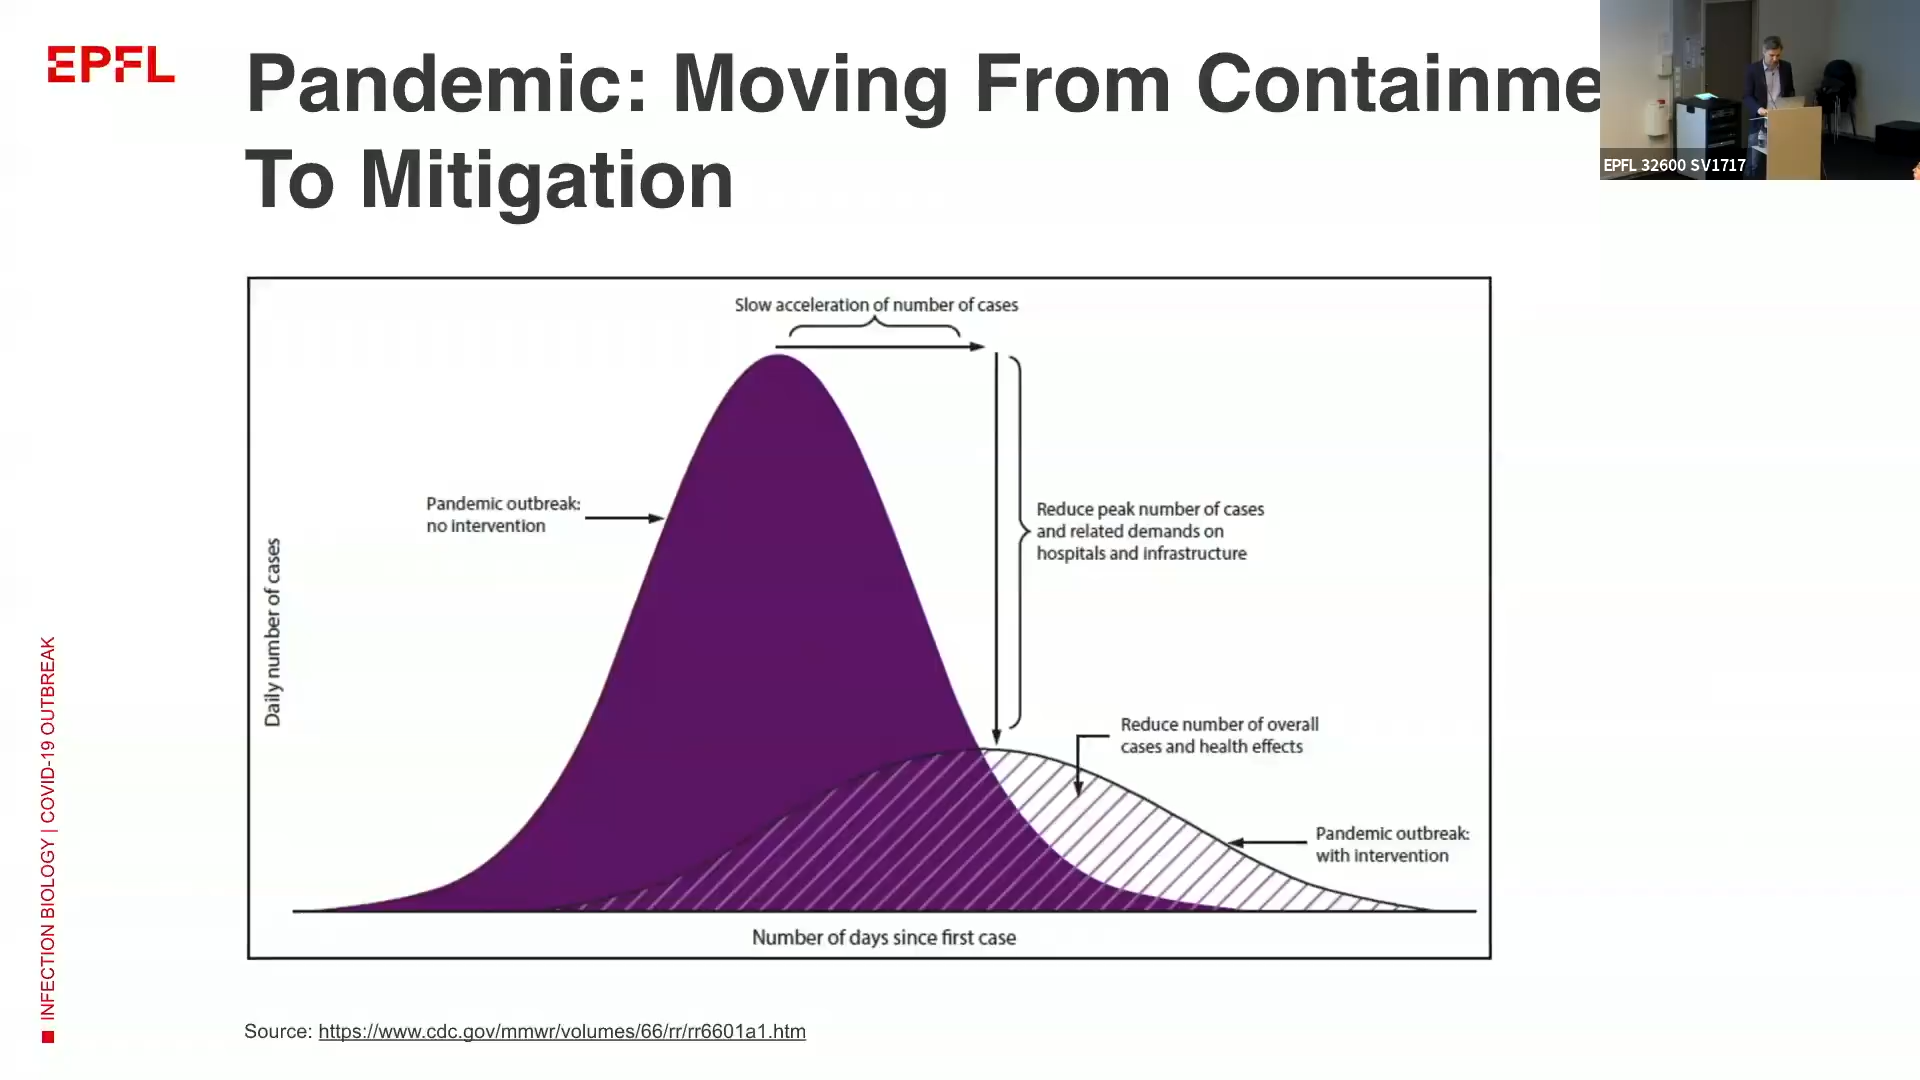 EPFL
Pandemic: Moving From Containme
To Mitigation
EPFL 32600 SV1717
Slow acceleration of number of cases
Pandemic outbreak:
no intervention
Reduce peak number of cases
and related demands on
hospitals and infrastructure
Daily number of cases
Reduce number of overall
cases and health effects
Pandemic outbreak:
with intervention
Number of days since first case
INFECTION BIOLOGY | COVID-19 OUTBREAK
Source: https://www.cdc.gov/mmwr/volumes/66/rr/rr6601a1.htm